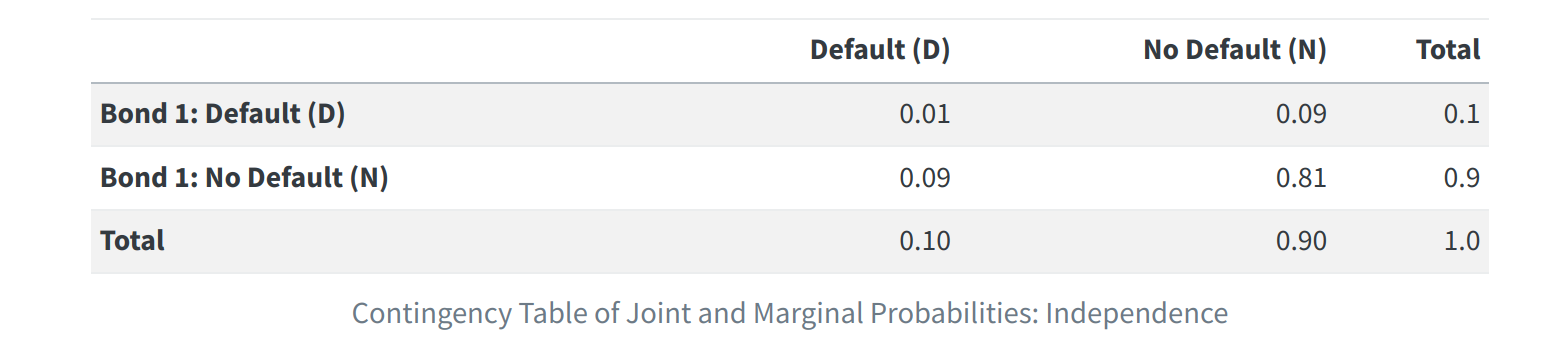 Default (D) No Default (N) Total
Bond 1: Default (D) 0.01 0.09 0.1
Bond 1: No Default (N) 0.09 0.81 0.9
Total 0.10 0.90 1.0
Contingency Table of Joint and Marginal Probabilities: Independence